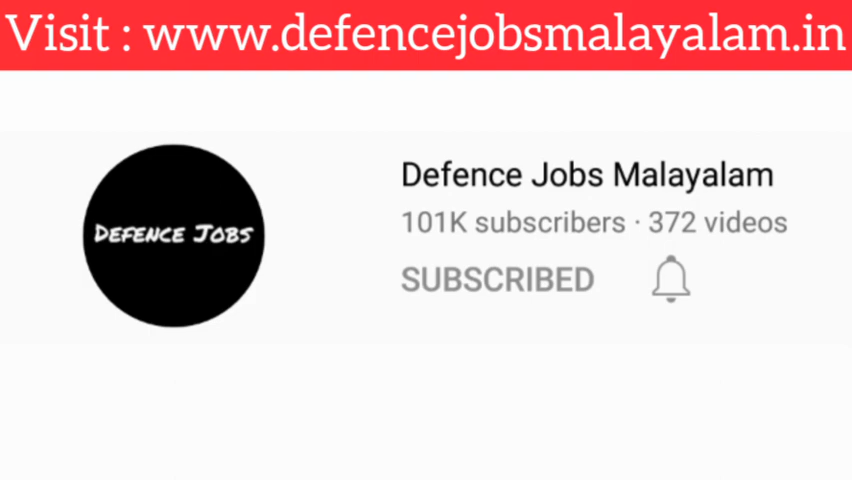 Visit : www.defencejobsmalayalam.in
DEFENCE JOBS
Defence Jobs Malayalam
101K subscribers · 372 videos
SUBSCRIBED